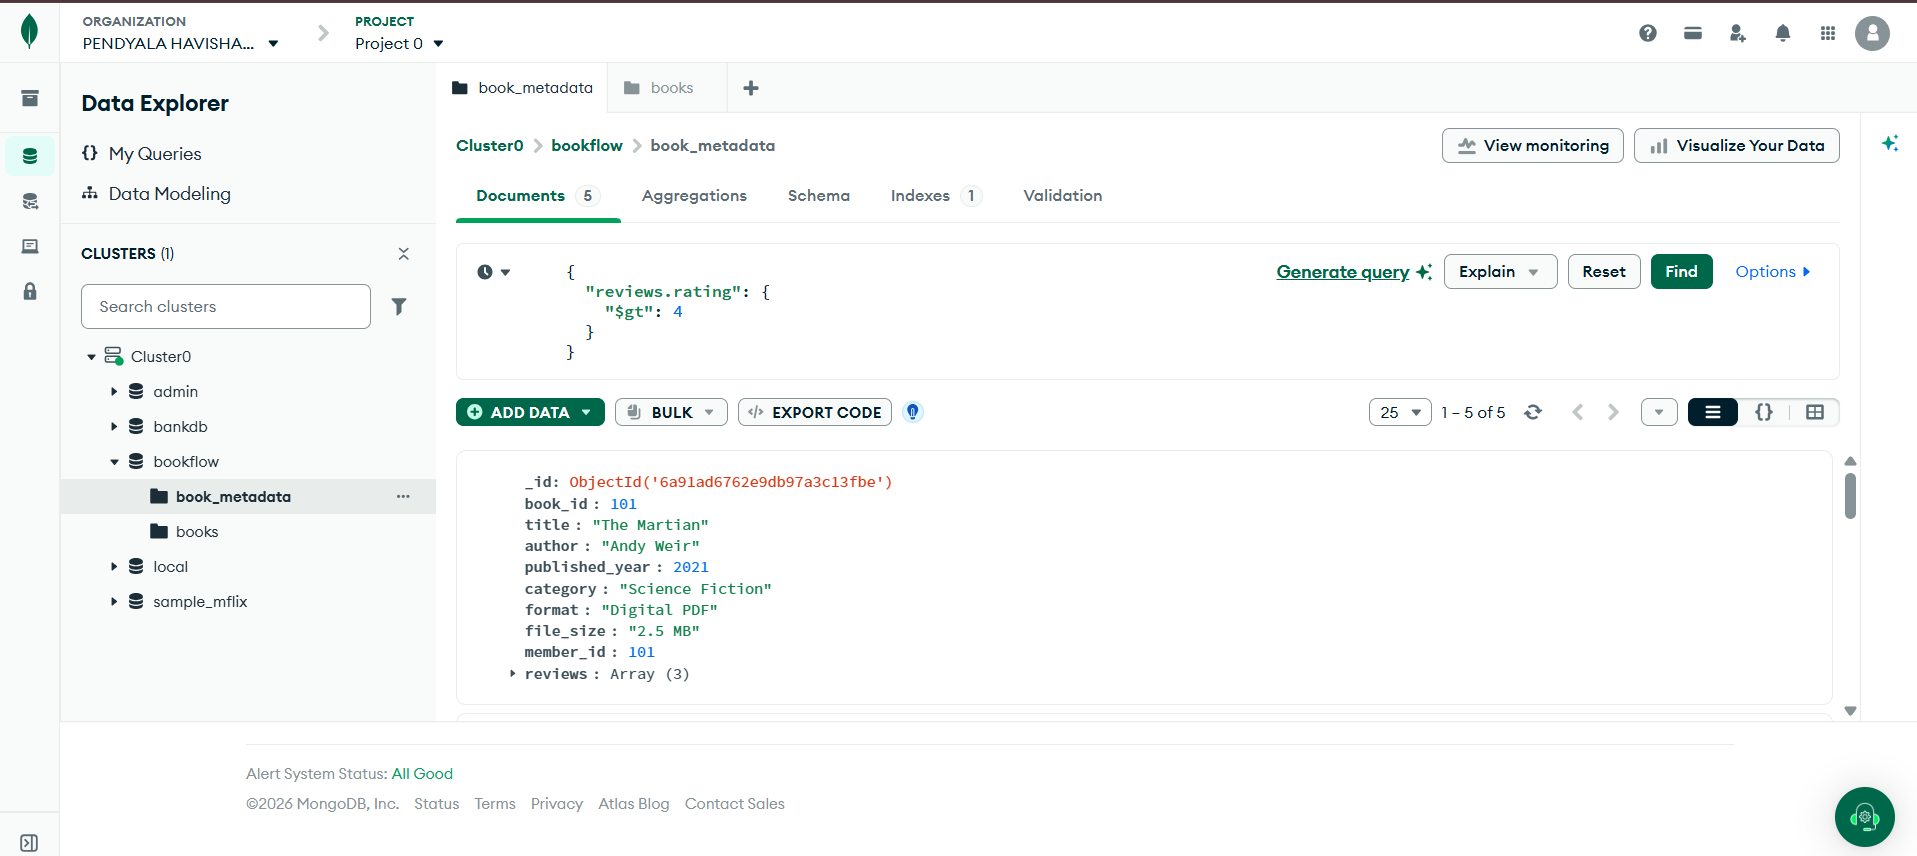 ORGANIZATION
PENDYALA HAVISHA...
PROJECT
Project 0
Data Explorer
{} My Queries
Data Modeling
CLUSTERS (1)
Search clusters
Cluster0
admin
bankdb
bookflow
book_metadata
books
local
sample_mflix
book_metadata
books
Cluster0 > bookflow > book_metadata
View monitoring
Visualize Your Data
Documents 5
Aggregations
Schema
Indexes 1
Validation
{
"reviews.rating": {
"$gt": 4
}
}
Generate query
Explain
Reset
Find
Options
ADD DATA
BULK
</> EXPORT CODE
25
1 – 5 of 5
{}
_id: ObjectId('6a91ad6762e9db97a3c13fbe')
book_id : 101
title : "The Martian"
author : "Andy Weir"
published_year : 2021
category : "Science Fiction"
format : "Digital PDF"
file_size : "2.5 MB"
member_id : 101
reviews : Array (3)
Alert System Status: All Good
©2026 MongoDB, Inc. Status Terms Privacy Atlas Blog Contact Sales